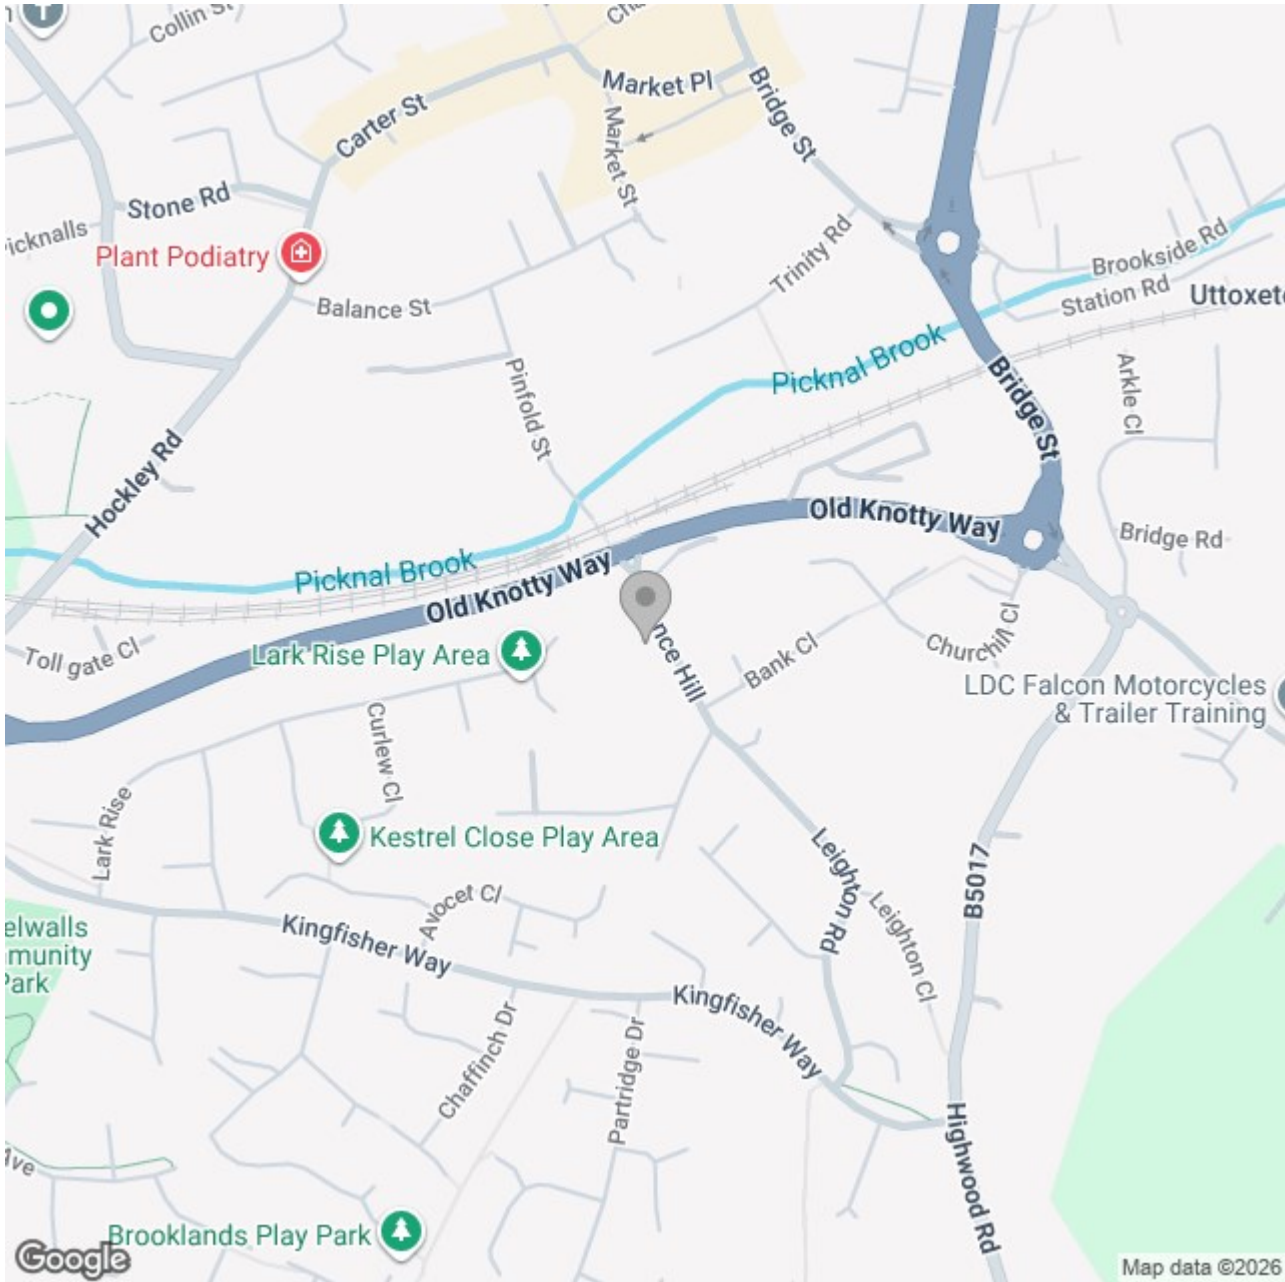 Collin St
Market Pl
Bridge St
Carter St
Market St
Stone Rd
Picknalls
Plant Podiatry
Trinity Rd
Brookside Rd
Station Rd
Uttoxete
Balance St
Picknal Brook
Pinfold St
Bridge St
Arkle Cl
Hockley Rd
Old Knotty Way
Bridge Rd
Picknal Brook
Old Knotty Way
Toll gate Cl
Lark Rise Play Area
nce Hill
Bank Cl
Churchill Cl
LDC Falcon Motorcycles
& Trailer Training
Curlew Cl
Lark Rise
Kestrel Close Play Area
Leighton Rd
B5017
Avocet Cl
Leighton Cl
elwalls
munity
Park
Kingfisher Way
Kingfisher Way
Chaffinch Dr
Partridge Dr
Highwood Rd
Ave
Brooklands Play Park
Google
Map data ©2026